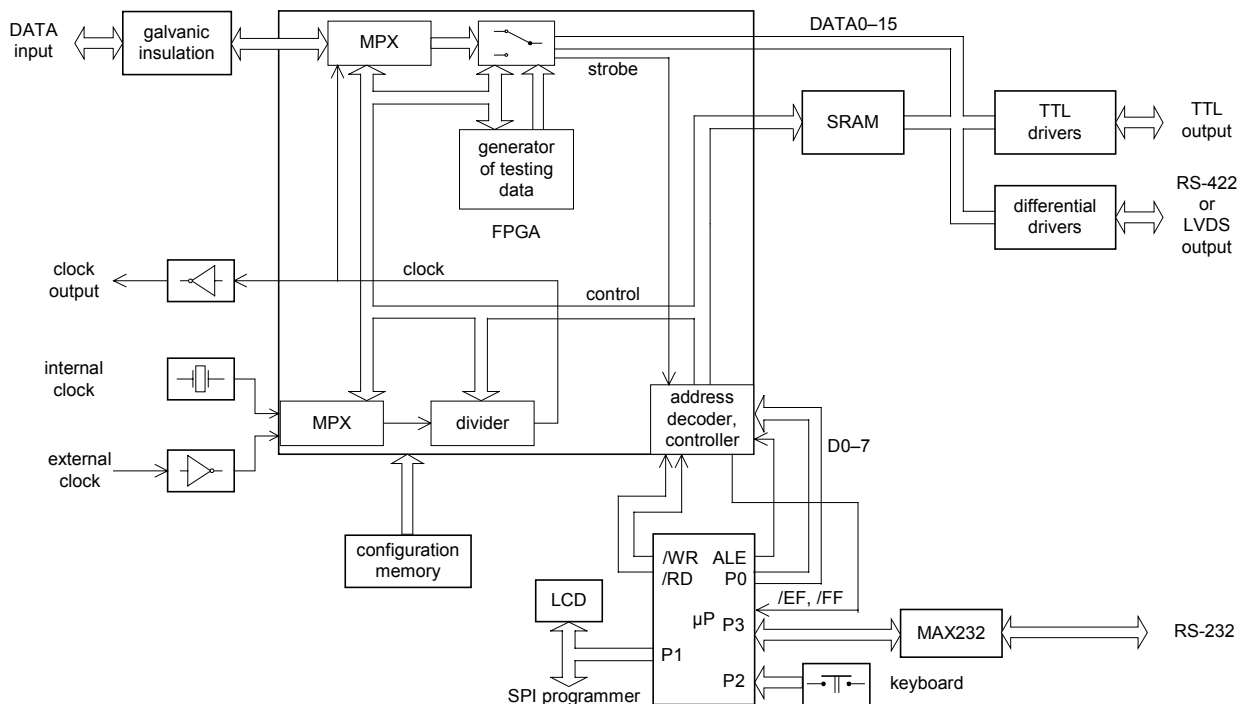 DATA
input
galvanic
insulation
MPX
strobe
DATA0–15
generator
of testing
data
FPGA
SRAM
TTL
drivers
TTL
output
differential
drivers
RS-422
or
LVDS
output
clock
output
clock
control
internal
clock
external
clock
MPX
divider
address
decoder,
controller
D0–7
configuration
memory
/WR ALE
/RD P0
/EF, /FF
µP P3
P1
P2
LCD
SPI programmer
MAX232
RS-232
keyboard